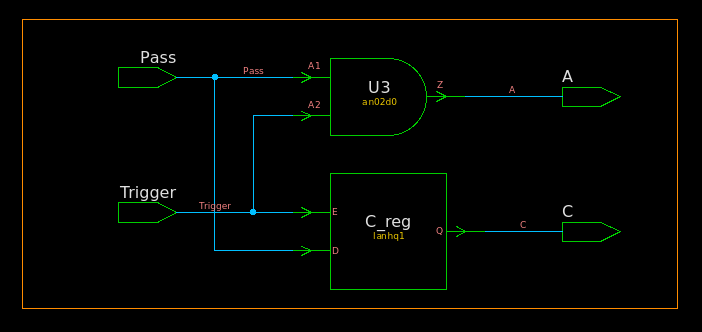 Pass
Pass
A1
A2
U3
an02d0
Z
A
A
Trigger
Trigger
E
D
C_reg
lanhq1
Q
C
C